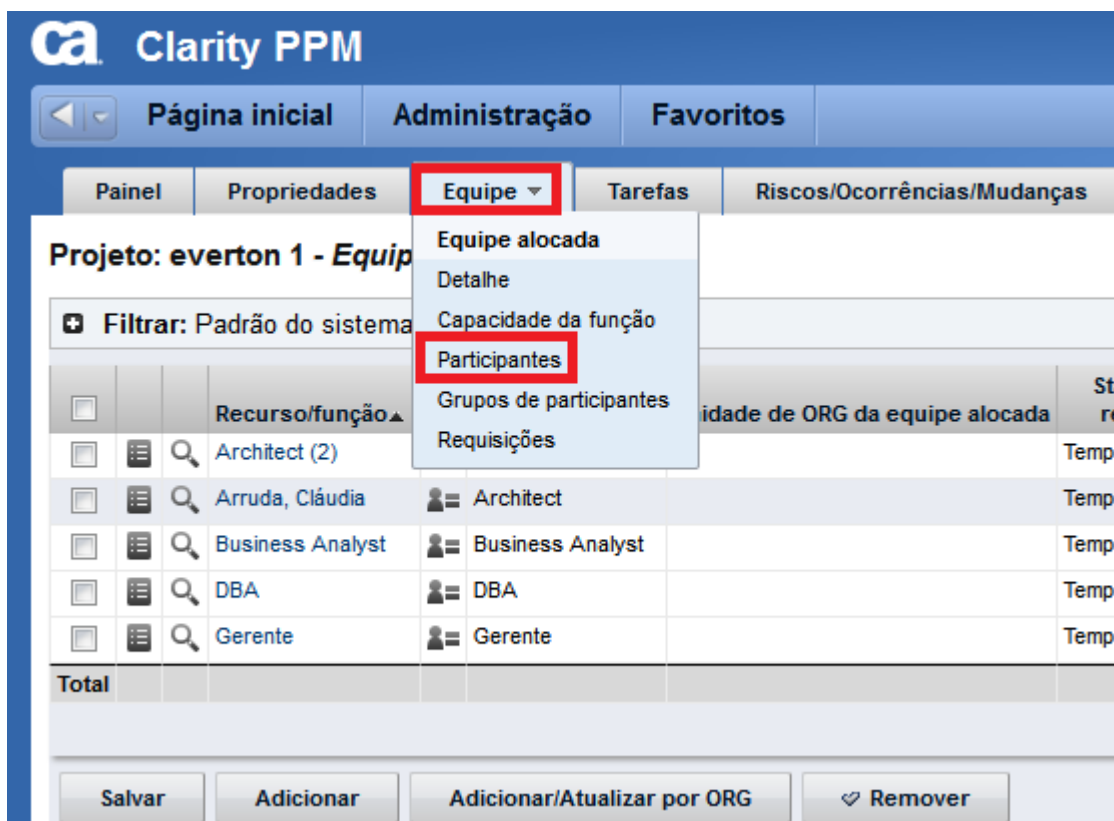 ca Clarity PPM
Página inicial Administração Favoritos
Painel Propriedades Equipe Tarefas Riscos/Ocorrências/Mudanças
Equipe alocada
Projeto: everton 1 - Equip
Detalhe
Filtrar: Padrão do sistema
Capacidade da função
Participantes
Grupos de participantes
Requisições
Recurso/função idade de ORG da equipe alocada St
re
Architect (2) Temp
Arruda, Cláudia Architect Temp
Business Analyst Business Analyst Temp
DBA DBA Temp
Gerente Gerente Temp
Total
Salvar Adicionar Adicionar/Atualizar por ORG Remover